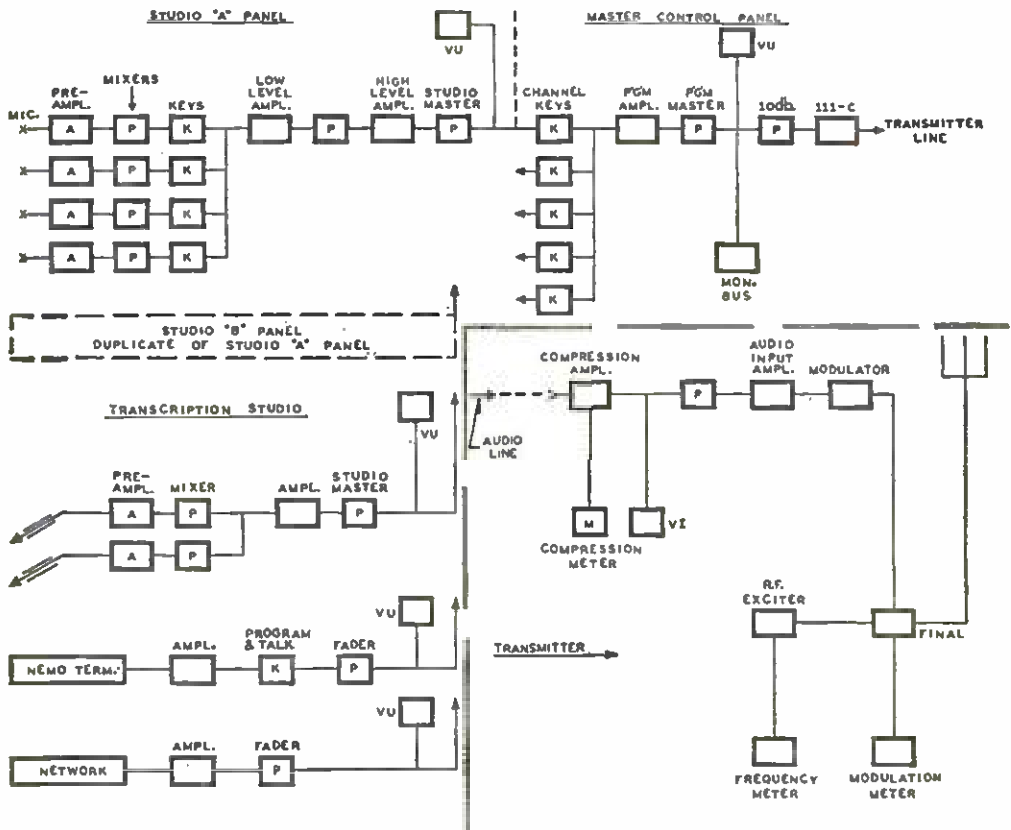 STUDIO "A" PANEL
MASTER CONTROL PANEL
VU
VU
MIC.
PRE-
AMPL.
MIXERS
KEYS
LOW
LEVEL
AMPL.
HIGH
LEVEL
AMPL.
STUDIO
MASTER
CHANNEL
KEYS
PGM
AMPL.
PGM
MASTER
10db.
111-C
TRANSMITTER
LINE
X A P K
P
P
K
P
P
X A P K
K
X A P K
K
X A P K
K
K
MON.
BUS
STUDIO "B" PANEL
DUPLICATE OF STUDIO "A" PANEL
TRANSCRIPTION STUDIO
VU
PRE-
AMPL.
MIXER
AMPL.
STUDIO
MASTER
A P
P
A P
NEMO TERM.
AMPL.
PROGRAM
& TALK
K
FADER
P
VU
NETWORK
AMPL.
FADER
P
VU
AUDIO
LINE
COMPRESSION
AMPL.
P
AUDIO
INPUT
AMPL.
MODULATOR
M
COMPRESSION
METER
VI
TRANSMITTER
R.F.
EXCITER
FINAL
FREQUENCY
METER
MODULATION
METER